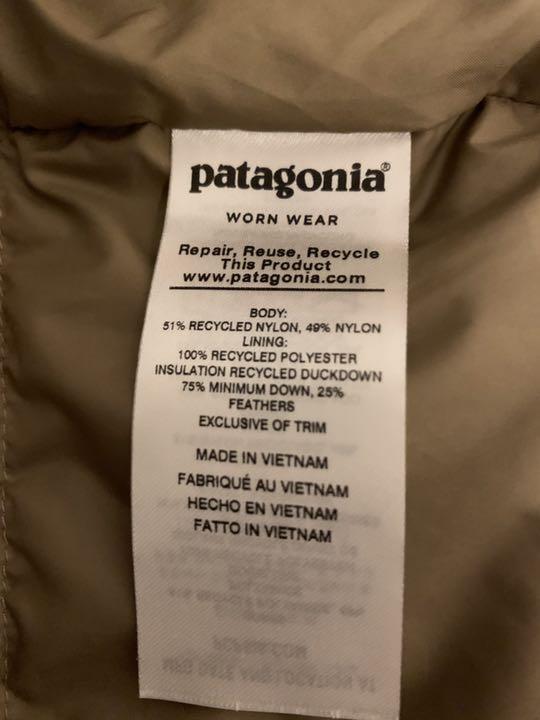 patagonia®
WORN WEAR
Repair, Reuse, Recycle
This Product
www.patagonia.com
BODY:
51% RECYCLED NYLON, 49% NYLON
LINING:
100% RECYCLED POLYESTER
INSULATION RECYCLED DUCKDOWN
75% MINIMUM DOWN, 25%
FEATHERS
EXCLUSIVE OF TRIM
MADE IN VIETNAM
FABRIQUÉ AU VIETNAM
HECHO EN VIETNAM
FATTO IN VIETNAM